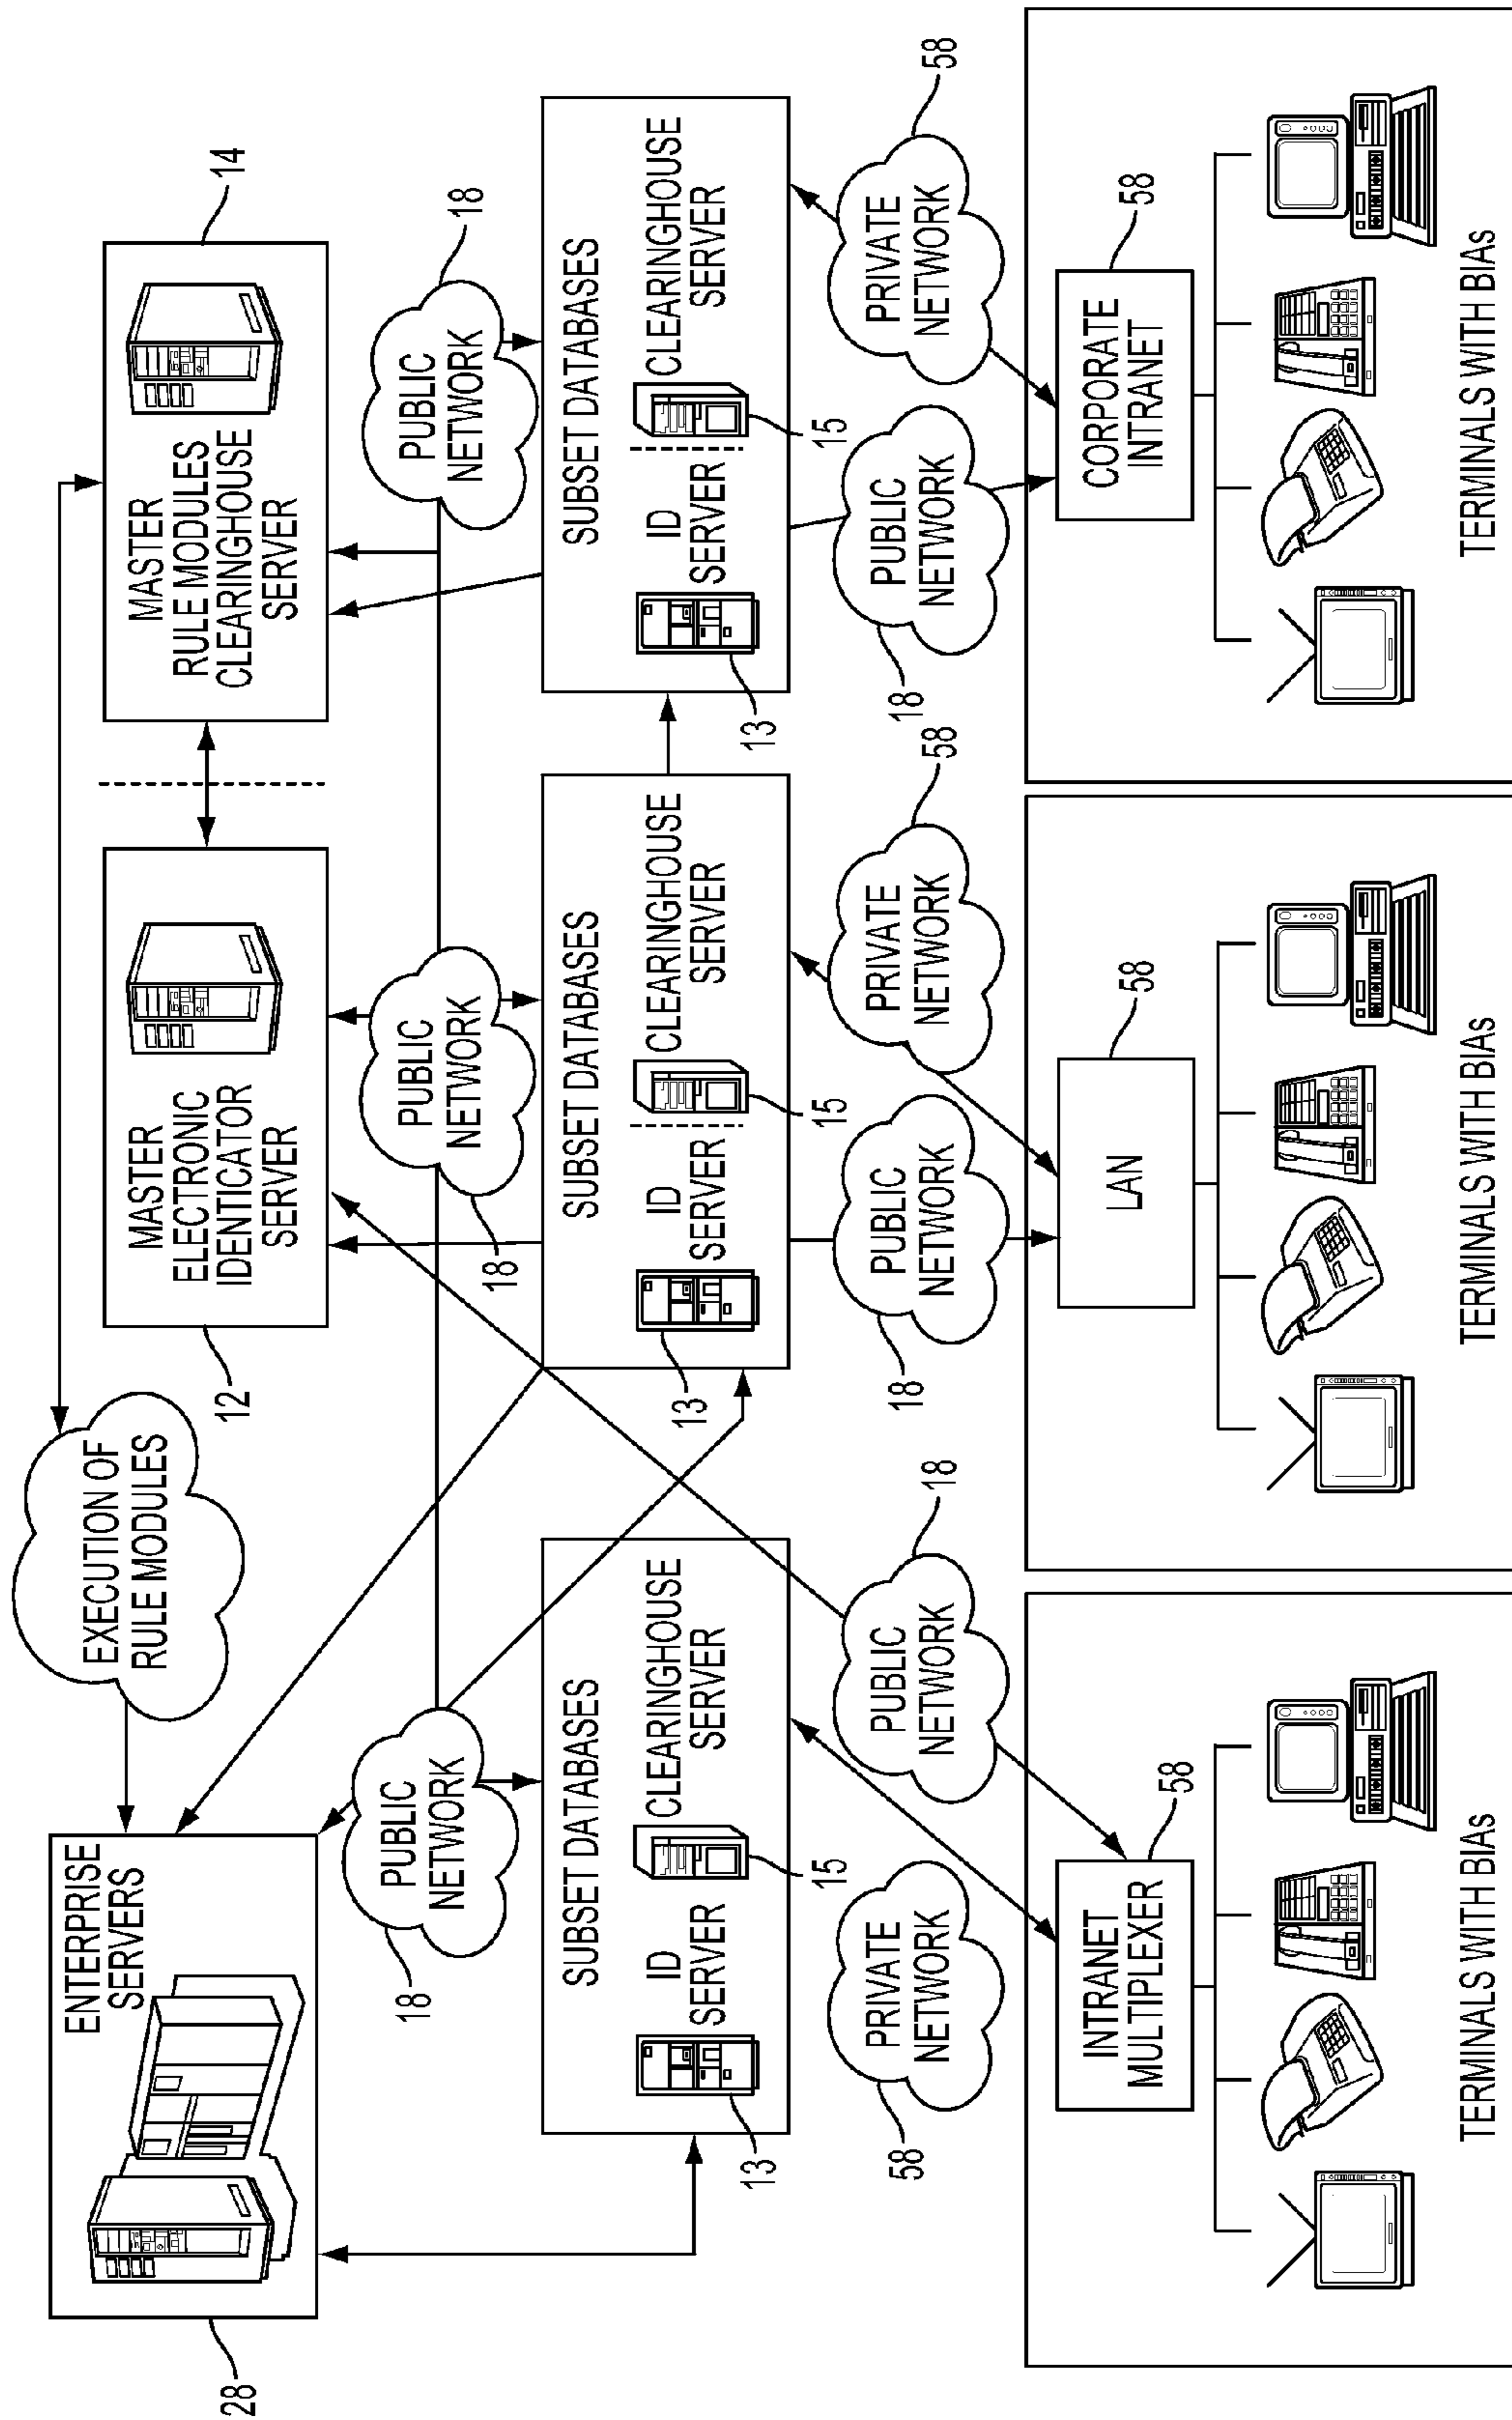 28
ENTERPRISE
SERVERS
EXECUTION OF
RULE MODULES
12
MASTER
ELECTRONIC
IDENTICATOR
SERVER
MASTER
RULE MODULES
CLEARINGHOUSE
SERVER
14
18
PUBLIC
NETWORK
18
PUBLIC
NETWORK
PUBLIC
NETWORK
18
SUBSET DATABASES
ID
SERVER
CLEARINGHOUSE
SERVER
13
15
SUBSET DATABASES
ID
SERVER
CLEARINGHOUSE
SERVER
13
15
SUBSET DATABASES
ID
SERVER
CLEARINGHOUSE
SERVER
13
15
58
PRIVATE
NETWORK
PUBLIC
NETWORK
18
18
PUBLIC
NETWORK
PRIVATE
NETWORK
58
18
PUBLIC
NETWORK
PRIVATE
NETWORK
58
INTRANET
MULTIPLEXER
58
LAN
58
CORPORATE
INTRANET
58
TERMINALS WITH BIAs
TERMINALS WITH BIAs
TERMINALS WITH BIAs